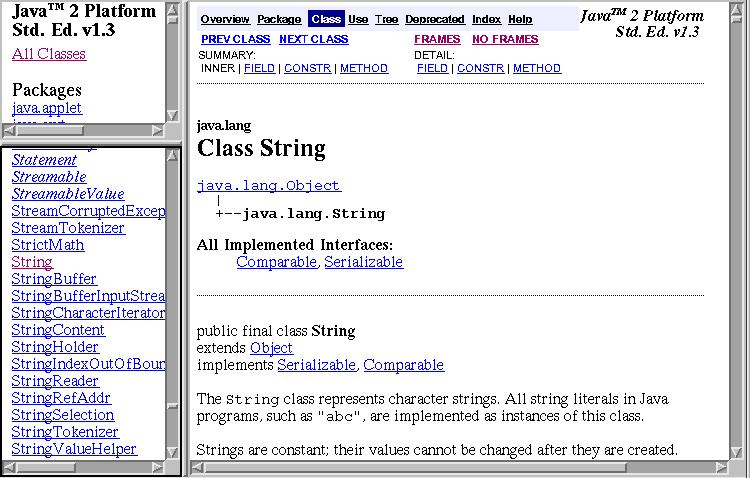 Java™ 2 Platform
Std. Ed. v1.3
All Classes
Packages
java.applet
Statement
Streamable
StreamableValue
StreamCorruptedExcep
StreamTokenizer
StrictMath
String
StringBuffer
StringBufferInputStrea
StringCharacterIterator
StringContent
StringHolder
StringIndexOutOfBoun
StringReader
StringRefAddr
StringSelection
StringTokenizer
StringValueHelper
Overview Package Class Use Tree Deprecated Index Help
Java™ 2 Platform
Std. Ed. v1.3
PREV CLASS NEXT CLASS FRAMES NO FRAMES
SUMMARY: DETAIL:
INNER | FIELD | CONSTR | METHOD FIELD | CONSTR | METHOD
java.lang
Class String
java.lang.Object
|
+--java.lang.String
All Implemented Interfaces:
Comparable, Serializable
public final class String
extends Object
implements Serializable, Comparable
The String class represents character strings. All string literals in Java
programs, such as "abc", are implemented as instances of this class.
Strings are constant; their values cannot be changed after they are created.